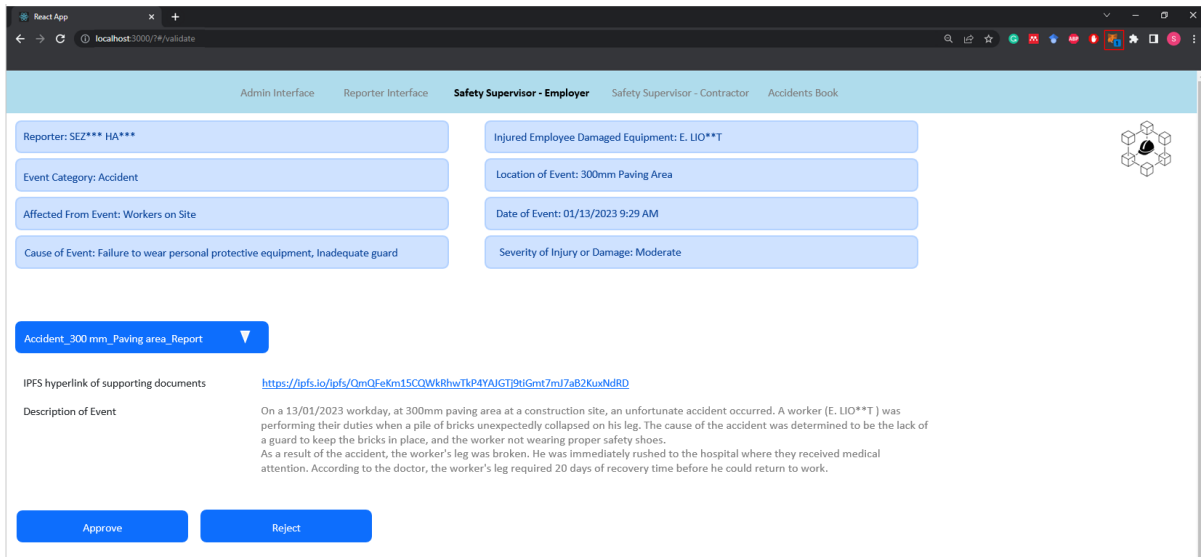 React App
localhost:3000/?#/validate
Admin Interface Reporter Interface Safety Supervisor - Employer Safety Supervisor - Contractor Accidents Book
Reporter: SEZ*** HA***
Injured Employee Damaged Equipment: E. LIO**T
Event Category: Accident
Location of Event: 300mm Paving Area
Affected From Event: Workers on Site
Date of Event: 01/13/2023 9:29 AM
Cause of Event: Failure to wear personal protective equipment, Inadequate guard
Severity of Injury or Damage: Moderate
Accident_300 mm_Paving area_Report
IPFS hyperlink of supporting documents
https://ipfs.io/ipfs/QmQFeKm15CQWkRhwTkP4YAJGTj9tiGmt7mJ7aB2KuxNdRD
Description of Event
On a 13/01/2023 workday, at 300mm paving area at a construction site, an unfortunate accident occurred. A worker (E. LIO**T ) was
performing their duties when a pile of bricks unexpectedly collapsed on his leg. The cause of the accident was determined to be the lack of
a guard to keep the bricks in place, and the worker not wearing proper safety shoes.
As a result of the accident, the worker's leg was broken. He was immediately rushed to the hospital where they received medical
attention. According to the doctor, the worker's leg required 20 days of recovery time before he could return to work.
Approve
Reject